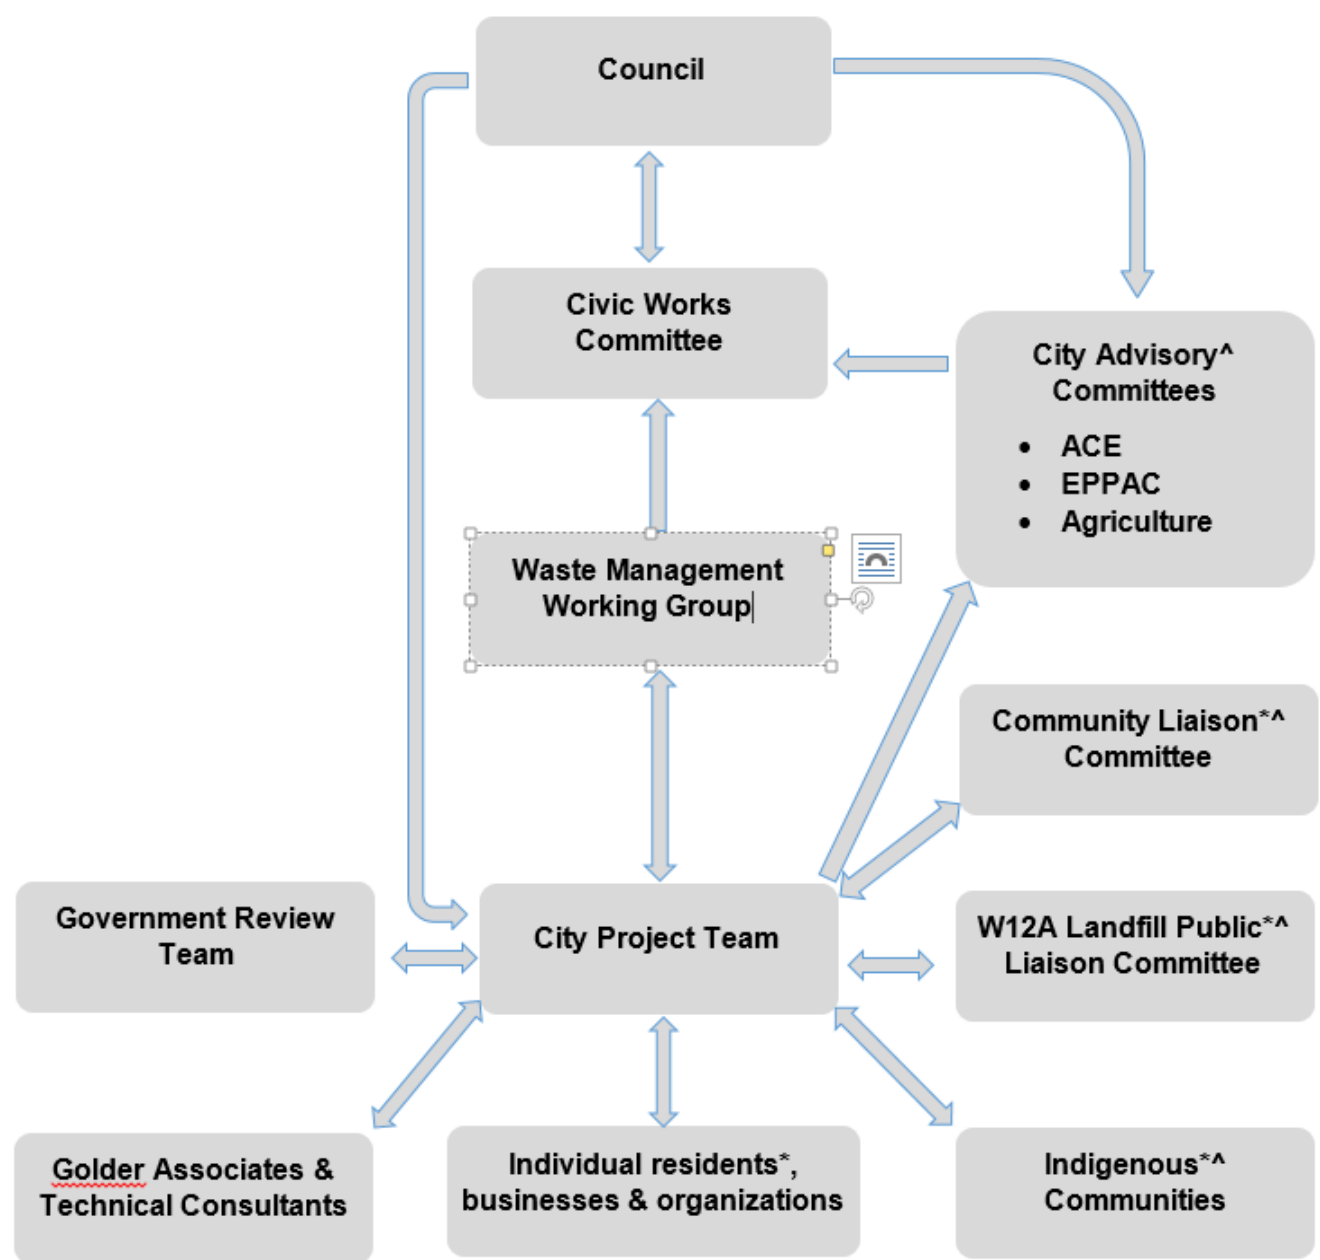 Council
Civic Works
Committee
City Advisory^
Committees
• ACE
• EPPAC
• Agriculture
Waste Management
Working Group
Community Liaison*^
Committee
Government Review
Team
City Project Team
W12A Landfill Public*^
Liaison Committee
Golder Associates &
Technical Consultants
Individual residents*,
businesses & organizations
Indigenous*^
Communities